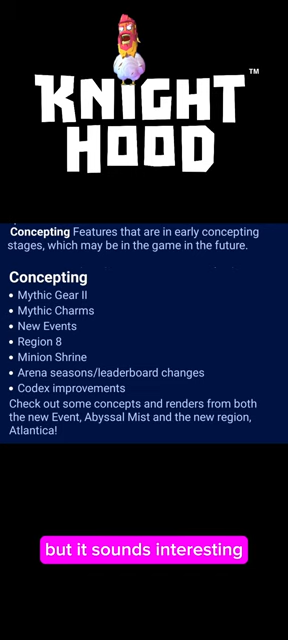 KNIGHT™
HOOD
Concepting Features that are in early concepting
stages, which may be in the game in the future.
Concepting
• Mythic Gear II
• Mythic Charms
• New Events
• Region 8
• Minion Shrine
• Arena seasons/leaderboard changes
• Codex improvements
Check out some concepts and renders from both
the new Event, Abyssal Mist and the new region,
Atlantica!
but it sounds interesting